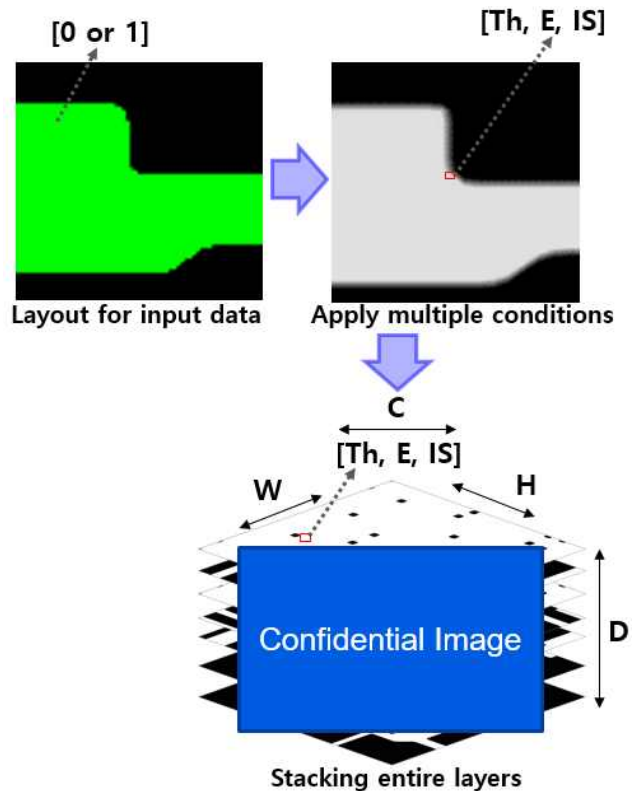 [0 or 1]
[Th, E, IS]
Layout for input data
Apply multiple conditions
C
[Th, E, IS]
W
H
D
Confidential Image
Stacking entire layers